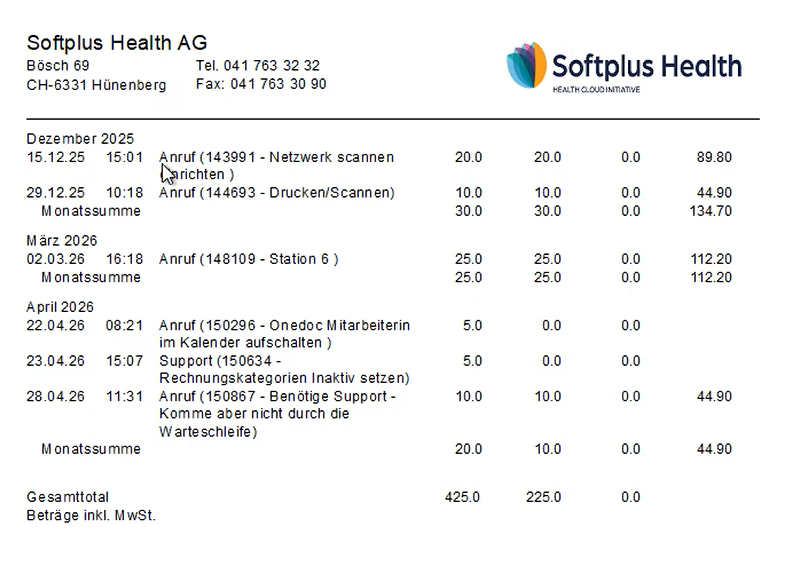 Softplus Health AG
Bösch 69 Tel. 041 763 32 32
CH-6331 Hünenberg Fax: 041 763 30 90
Softplus Health
HEALTH CLOUD INITIATIVE
Dezember 2025
15.12.25 15:01 Anruf (143991 - Netzwerk scannen 20.0 20.0 0.0 89.80
inrichten )
29.12.25 10:18 Anruf (144693 - Drucken/Scannen) 10.0 10.0 0.0 44.90
Monatssumme 30.0 30.0 0.0 134.70
März 2026
02.03.26 16:18 Anruf (148109 - Station 6 ) 25.0 25.0 0.0 112.20
Monatssumme 25.0 25.0 0.0 112.20
April 2026
22.04.26 08:21 Anruf (150296 - Onedoc Mitarbeiterin 5.0 0.0 0.0
im Kalender aufschalten )
23.04.26 15:07 Support (150634 - 5.0 0.0 0.0
Rechnungskategorien Inaktiv setzen)
28.04.26 11:31 Anruf (150867 - Benötige Support - 10.0 10.0 0.0 44.90
Komme aber nicht durch die
Warteschleife)
Monatssumme 20.0 10.0 0.0 44.90
Gesamttotal 425.0 225.0 0.0
Beträge inkl. MwSt.